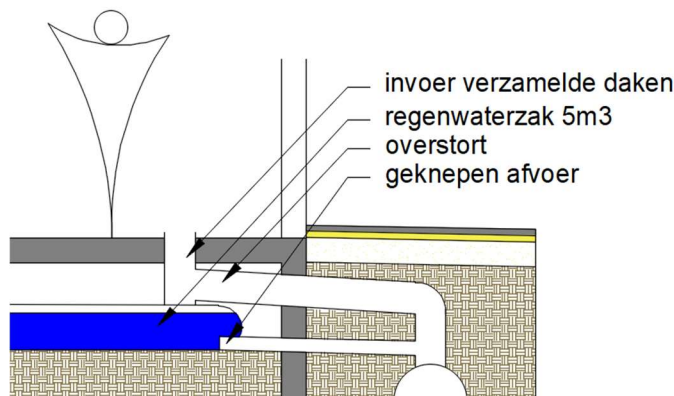 invoer verzamelde daken
regenwaterzak 5m3
overstort
geknepen afvoer